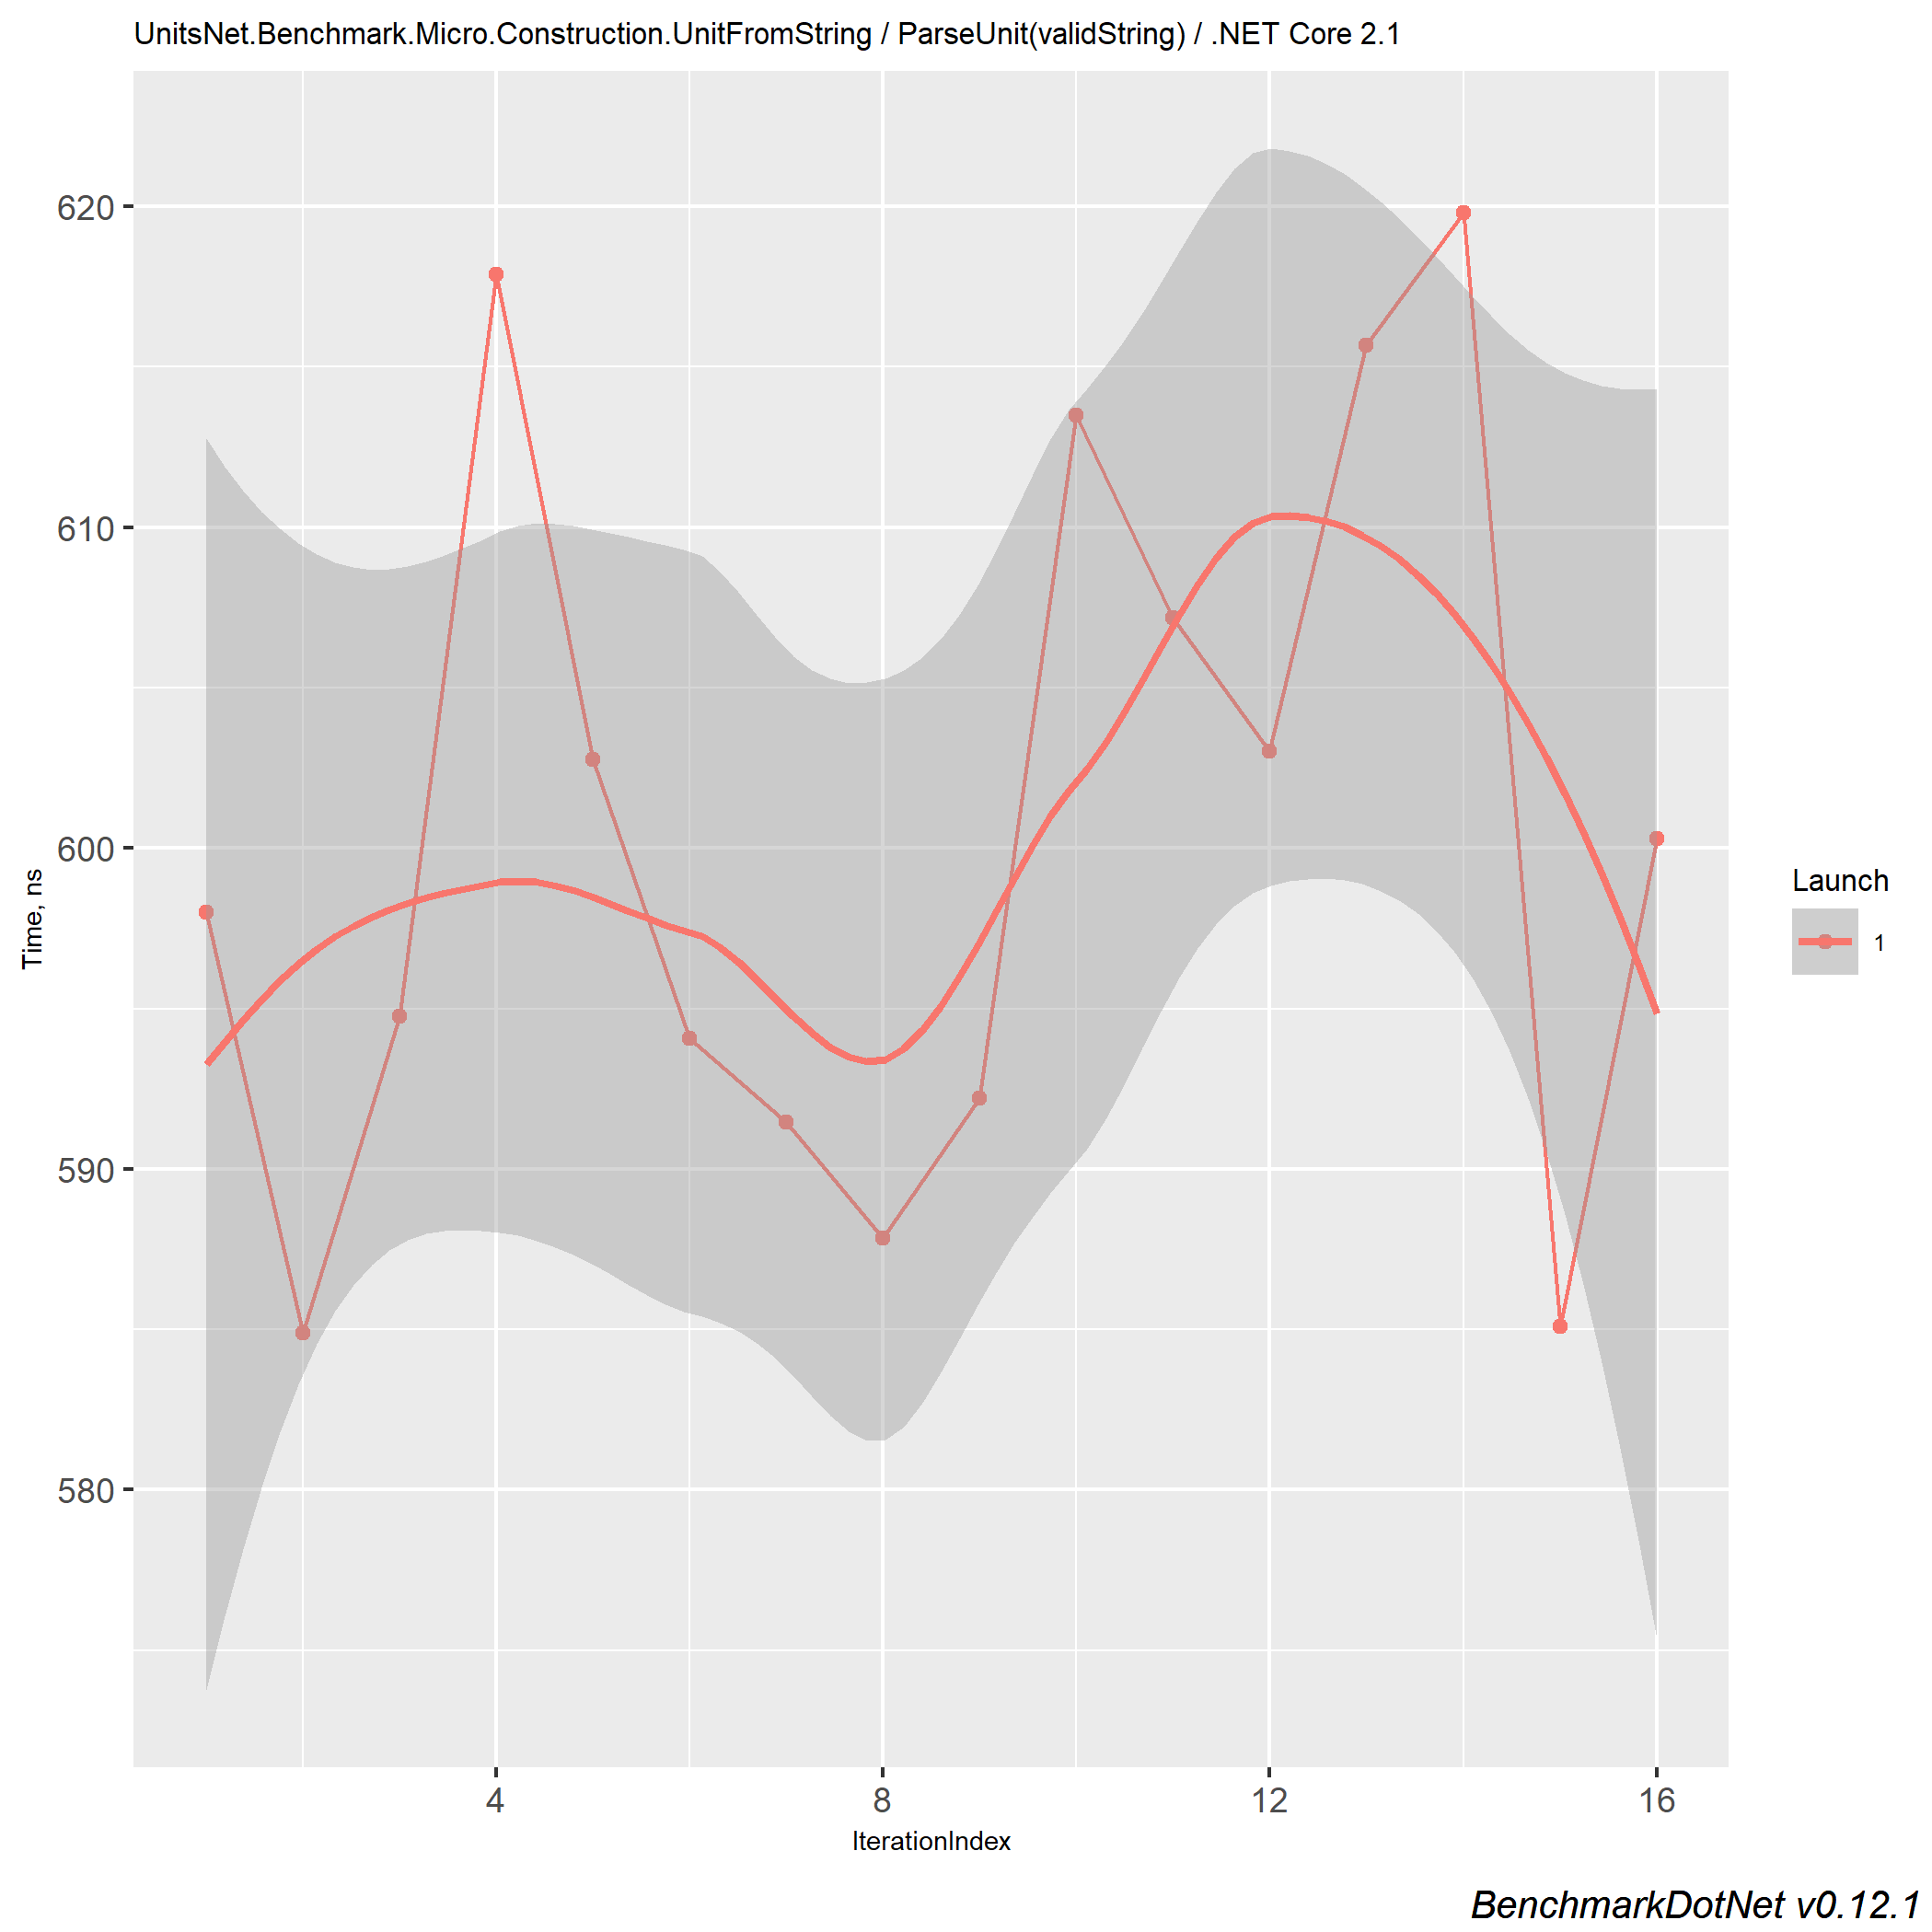 UnitsNet.Benchmark.Micro.Construction.UnitFromString / ParseUnit(validString) / .NET Core 2.1
620
610
600
590
580
Time, ns
4 8 12 16
IterationIndex
Launch
1
BenchmarkDotNet v0.12.1